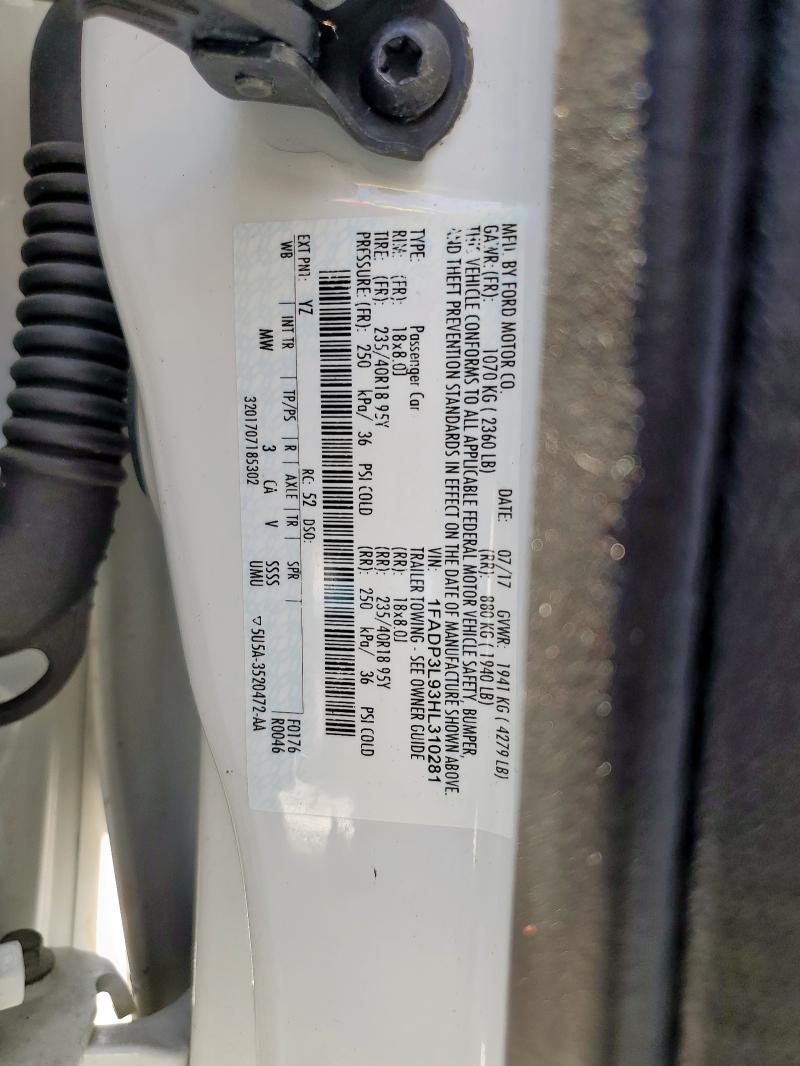 MFD. BY FORD MOTOR CO.
DATE: 07/17 GVWR: 1941 KG ( 4279 LB)
GAWR: (FR): 1070 KG ( 2360 LB) (RR): 880 KG ( 1940 LB)
THIS VEHICLE CONFORMS TO ALL APPLICABLE FEDERAL MOTOR VEHICLE SAFETY, BUMPER,
AND THEFT PREVENTION STANDARDS IN EFFECT ON THE DATE OF MANUFACTURE SHOWN ABOVE.
VIN: 1FADP3L93HL310281
TYPE: Passenger Car TRAILER TOWING - SEE OWNER GUIDE
RIM: (FR): 18x8.0J (RR): 18x8.0J
TIRE: (FR): 235/40R18 95Y (RR): 235/40R18 95Y
PRESSURE: (FR): 250 kPa/ 36 PSI COLD (RR): 250 kPa/ 36 PSI COLD
EXT PNT: YZ RC: 52 DSO: F0176
WB INT TR TP/PS R AXLE TR SPR R0046
MW 3 CA V SSSS
3201707185302 UMU ▽5U5A-3520472-AA